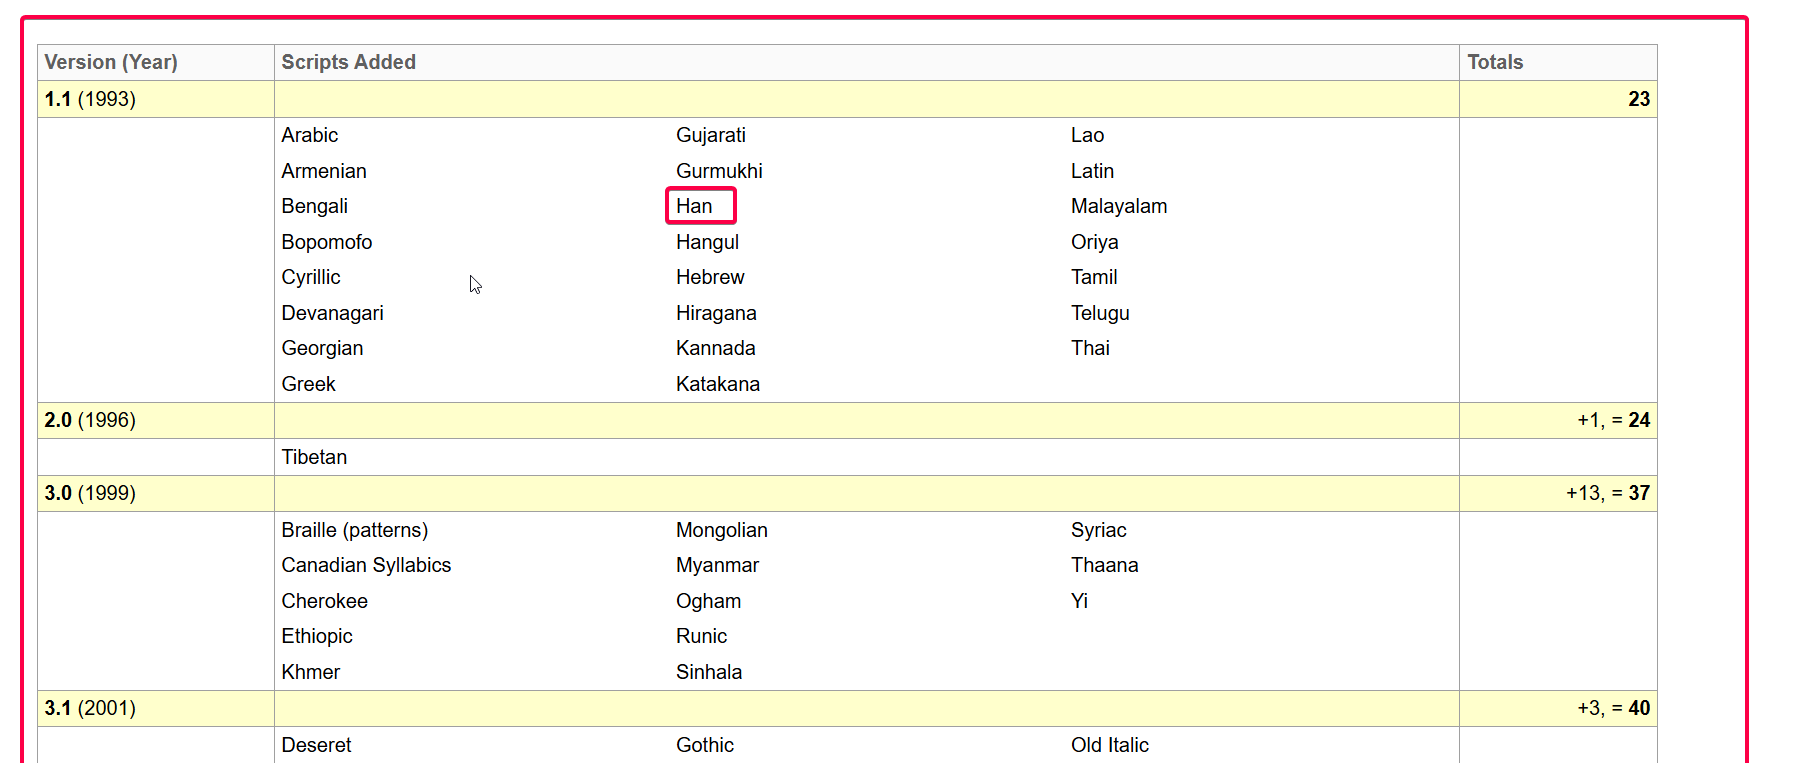 Version (Year) Scripts Added Totals
1.1 (1993) 23
Arabic Gujarati Lao
Armenian Gurmukhi Latin
Bengali Han Malayalam
Bopomofo Hangul Oriya
Cyrillic Hebrew Tamil
Devanagari Hiragana Telugu
Georgian Kannada Thai
Greek Katakana
2.0 (1996) +1, = 24
Tibetan
3.0 (1999) +13, = 37
Braille (patterns) Mongolian Syriac
Canadian Syllabics Myanmar Thaana
Cherokee Ogham Yi
Ethiopic Runic
Khmer Sinhala
3.1 (2001) +3, = 40
Deseret Gothic Old Italic